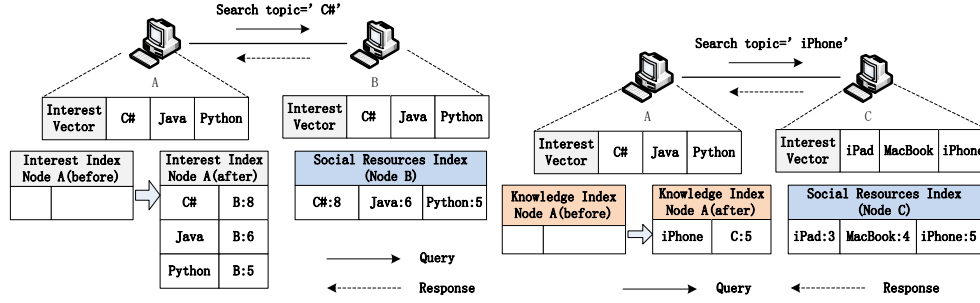 Search topic=' C#'
A
B
Interest Vector C# Java Python
Interest Vector C# Java Python
Interest Index
Node A(before)
Interest Index
Node A(after)
C# B:8
Java B:6
Python B:5
Social Resources Index
(Node B)
C#:8 Java:6 Python:5
Query
Response
Search topic=' iPhone'
A
C
Interest Vector C# Java Python
Interest Vector iPad MacBook iPhone
Knowledge Index
Node A(before)
Knowledge Index
Node A(after)
iPhone C:5
Social Resources Index
(Node C)
iPad:3 MacBook:4 iPhone:5
Query
Response